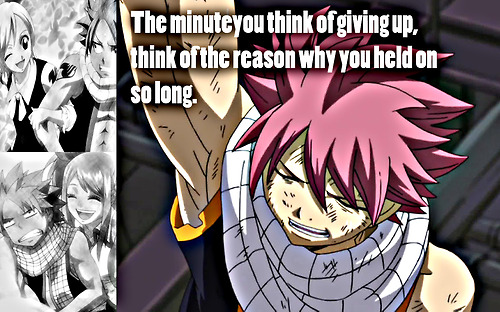 The minute you think of giving up,
think of the reason why you held on
so long.